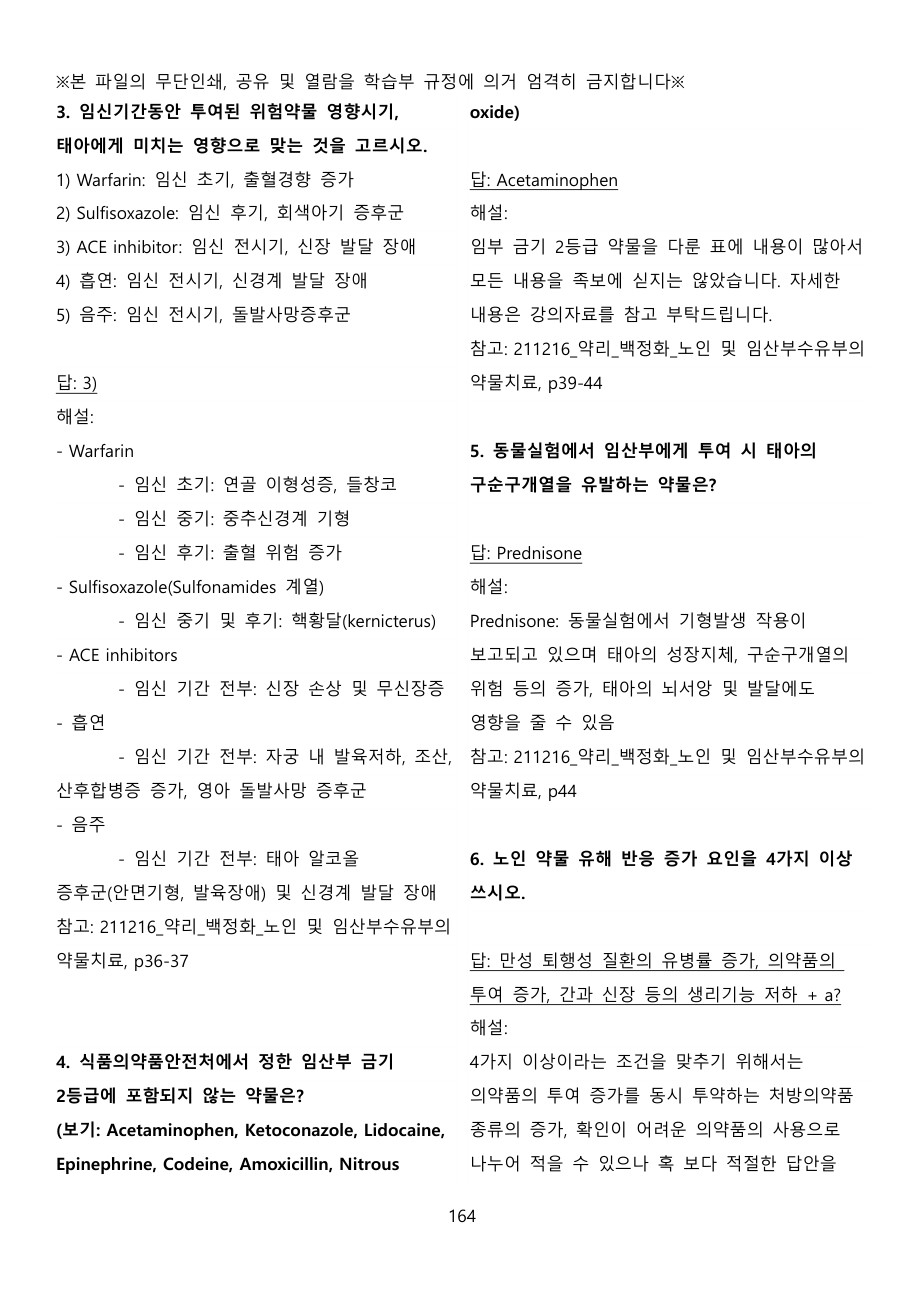 ※본 파일의 무단인쇄, 공유 및 열람을 학습부 규정에 의거 엄격히 금지합니다※
3. 임신기간동안 투여된 위험약물 영향시기,
태아에게 미치는 영향으로 맞는 것을 고르시오.
1) Warfarin: 임신 초기, 출혈경향 증가
2) Sulfisoxazole: 임신 후기, 회색아기 증후군
3) ACE inhibitor: 임신 전시기, 신장 발달 장애
4) 흡연: 임신 전시기, 신경계 발달 장애
5) 음주: 임신 전시기, 돌발사망증후군
답: 3)
해설:
- Warfarin
- 임신 초기: 연골 이형성증, 들창코
- 임신 중기: 중추신경계 기형
- 임신 후기: 출혈 위험 증가
- Sulfisoxazole(Sulfonamides 계열)
- 임신 중기 및 후기: 핵황달(kernicterus)
- ACE inhibitors
- 임신 기간 전부: 신장 손상 및 무신장증
- 흡연
- 임신 기간 전부: 자궁 내 발육저하, 조산,
산후합병증 증가, 영아 돌발사망 증후군
- 음주
- 임신 기간 전부: 태아 알코올
증후군(안면기형, 발육장애) 및 신경계 발달 장애
참고: 211216_약리_백정화_노인 및 임산부수유부의
약물치료, p36-37
4. 식품의약품안전처에서 정한 임산부 금기
2등급에 포함되지 않는 약물은?
(보기: Acetaminophen, Ketoconazole, Lidocaine,
Epinephrine, Codeine, Amoxicillin, Nitrous
oxide)
답: Acetaminophen
해설:
임부 금기 2등급 약물을 다룬 표에 내용이 많아서
모든 내용을 족보에 싣지는 않았습니다. 자세한
내용은 강의자료를 참고 부탁드립니다.
참고: 211216_약리_백정화_노인 및 임산부수유부의
약물치료, p39-44
5. 동물실험에서 임산부에게 투여 시 태아의
구순구개열을 유발하는 약물은?
답: Prednisone
해설:
Prednisone: 동물실험에서 기형발생 작용이
보고되고 있으며 태아의 성장지체, 구순구개열의
위험 등의 증가, 태아의 뇌서앙 및 발달에도
영향을 줄 수 있음
참고: 211216_약리_백정화_노인 및 임산부수유부의
약물치료, p44
6. 노인 약물 유해 반응 증가 요인을 4가지 이상
쓰시오.
답: 만성 퇴행성 질환의 유병률 증가, 의약품의
투여 증가, 간과 신장 등의 생리기능 저하 + a?
해설:
4가지 이상이라는 조건을 맞추기 위해서는
의약품의 투여 증가를 동시 투약하는 처방의약품
종류의 증가, 확인이 어려운 의약품의 사용으로
나누어 적을 수 있으나 혹 보다 적절한 답안을
164